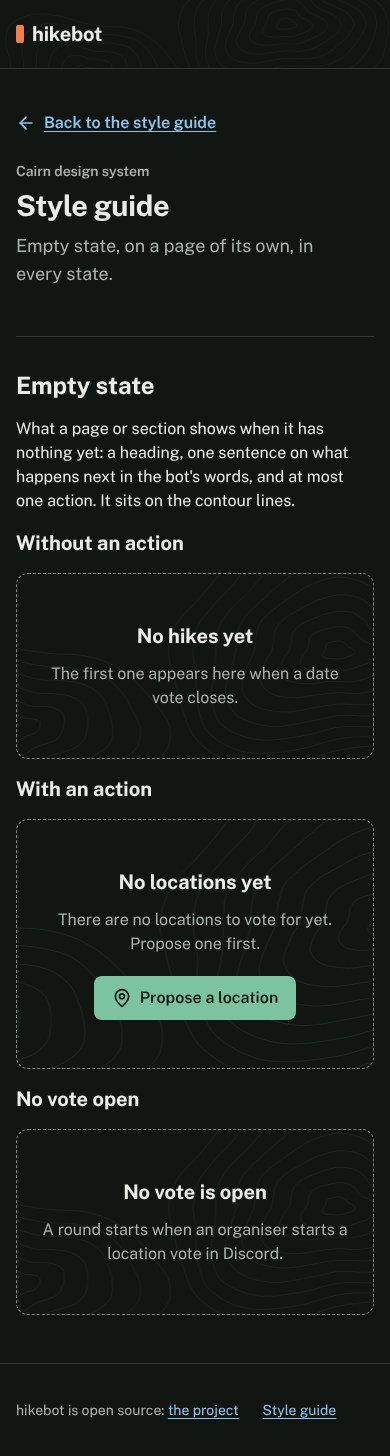 hikebot
Back to the style guide
Cairn design system
Style guide
Empty state, on a page of its own, in
every state.
Empty state
What a page or section shows when it has
nothing yet: a heading, one sentence on what
happens next in the bot's words, and at most
one action. It sits on the contour lines.
Without an action
No hikes yet
The first one appears here when a date
vote closes.
With an action
No locations yet
There are no locations to vote for yet.
Propose one first.
Propose a location
No vote open
No vote is open
A round starts when an organiser starts a
location vote in Discord.
hikebot is open source: the project Style guide